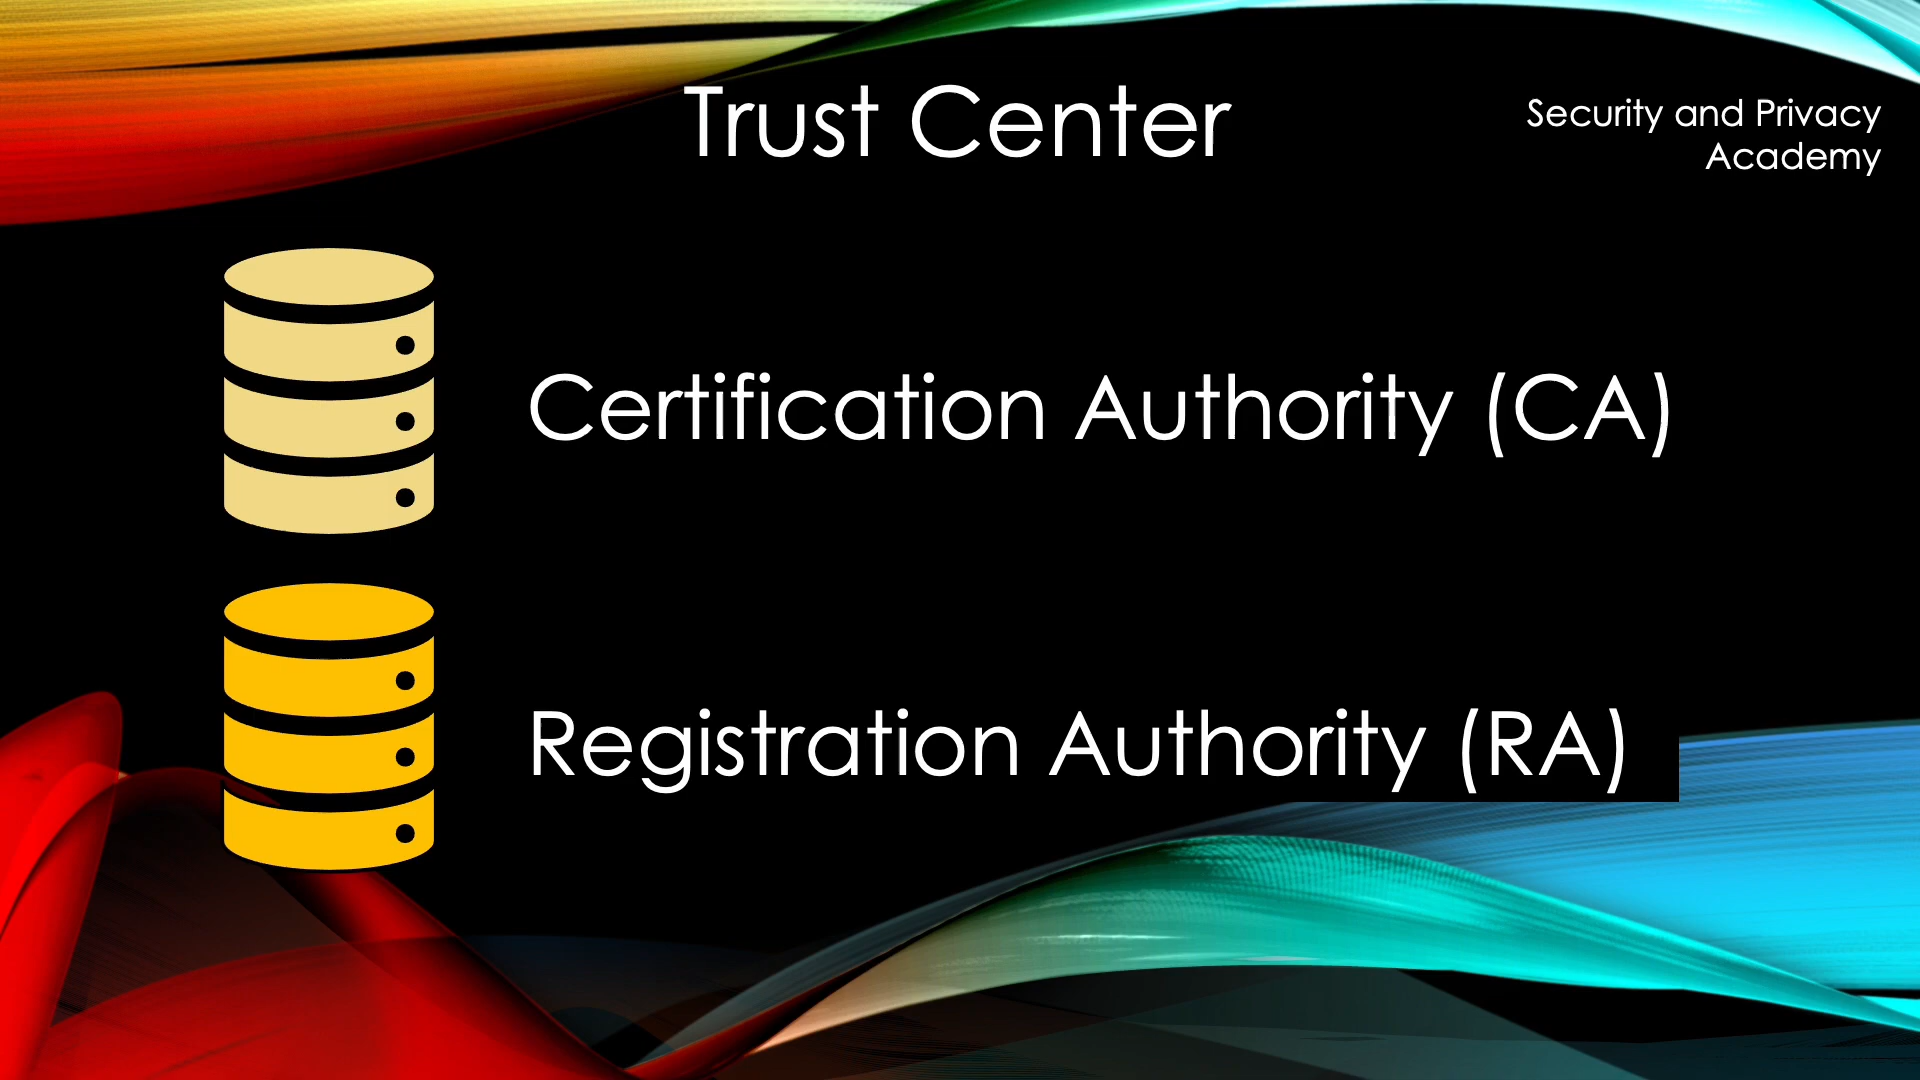 Trust Center
Security and Privacy
Academy
Certification Authority (CA)
Registration Authority (RA)